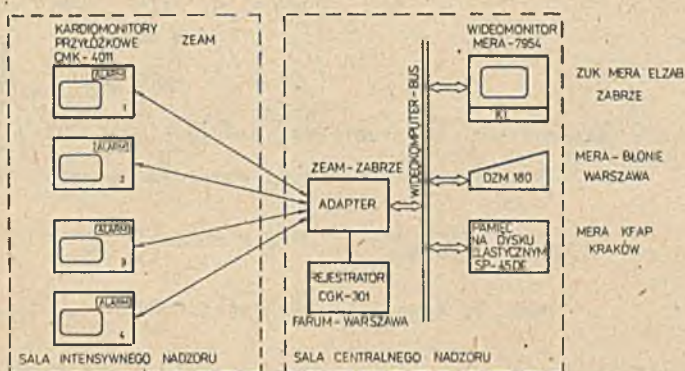 KARDIOMONITORY
PRZYŁÓŻKOWE
CMK-4011
ZEAM
ALARM
1
ALARM
2
ALARM
3
ALARM
4
SALA INTENSYWNEGO NADZORU
ZEAM-ZABRZE
ADAPTER
REJESTRATOR
CGK-301
FARUM-WARSZAWA
SALA CENTRALNEGO NADZORU
WIDEOKOMPUTER-BUS
WIDEOMONITOR
MERA-7954
DZM 180
PAMIĘĆ
NA DYSKU
ELASTYCZNYM
SP-45DE
ZUK MERA ELZAB
ZABRZE
MERA-BŁONIE
WARSZAWA
MERA KFAP
KRAKÓW